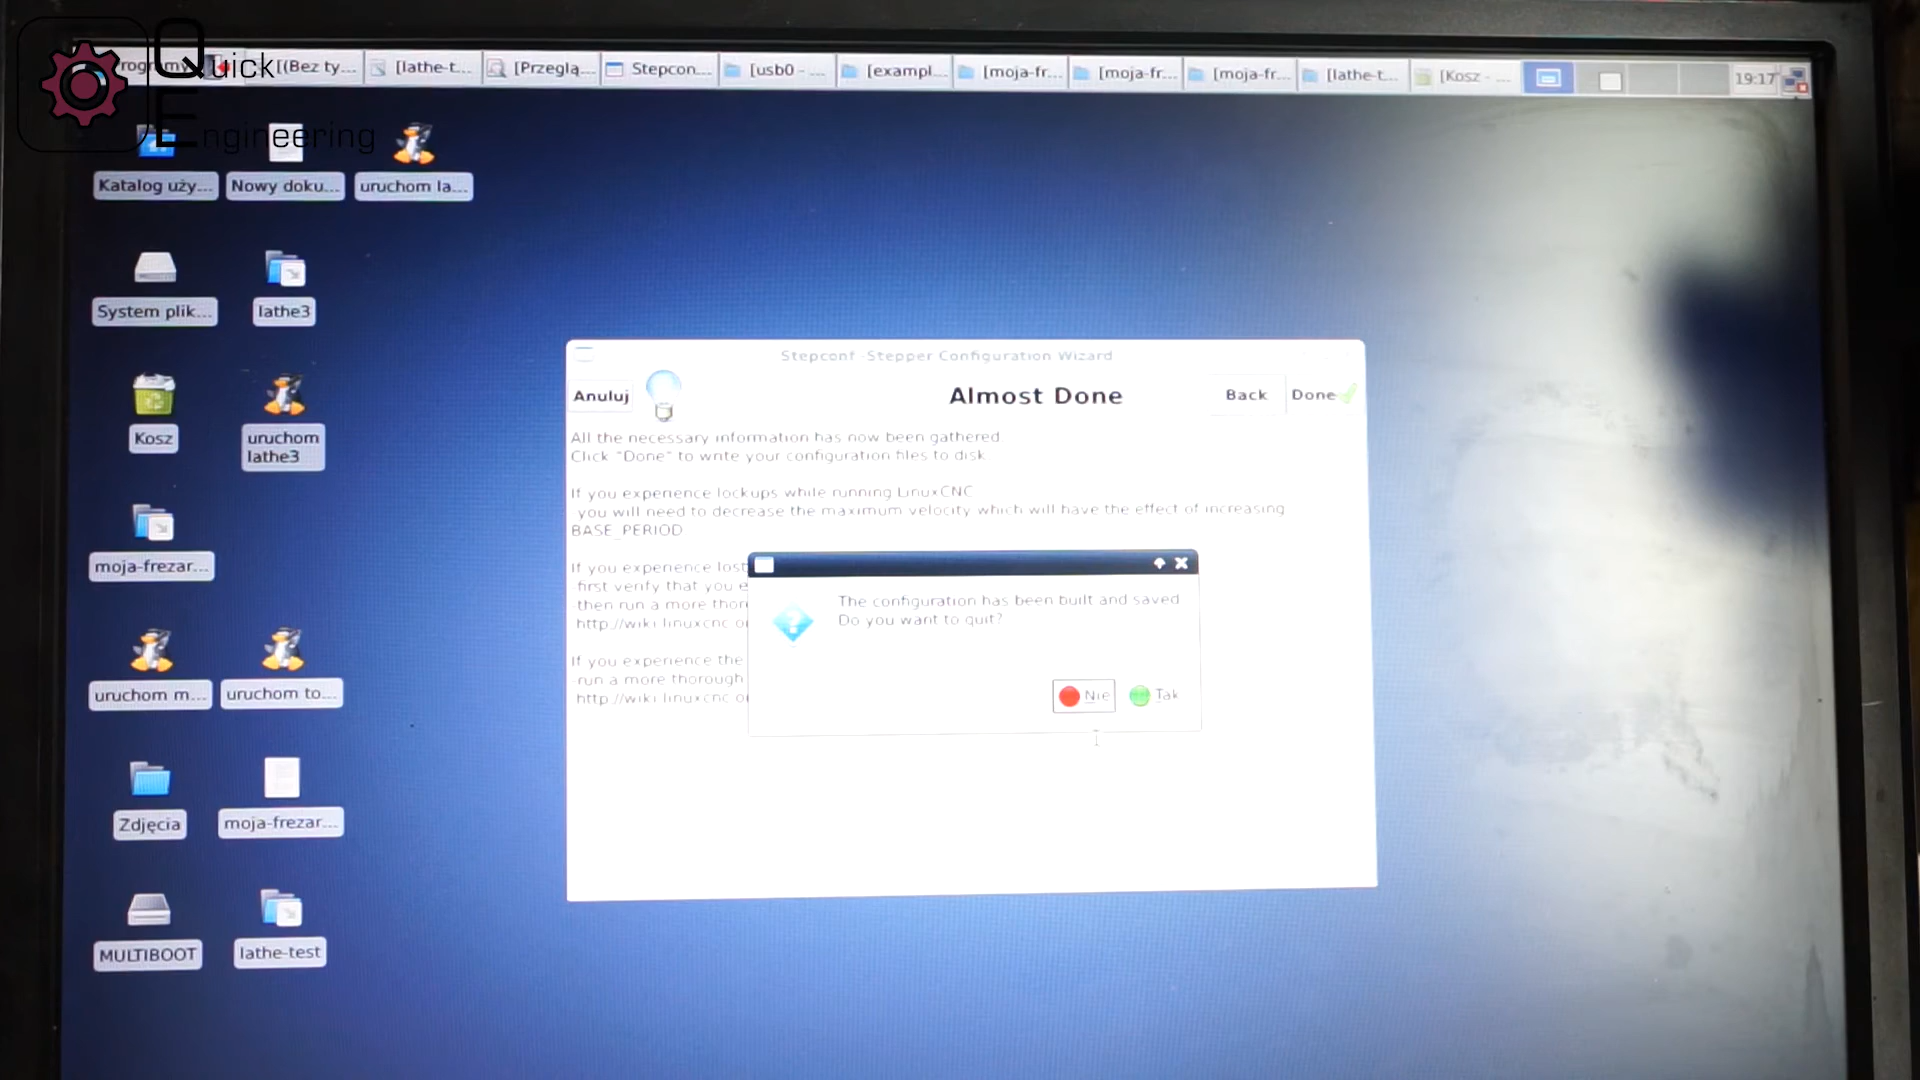 Quick
Engineering
[(Bez ty...
[lathe-t...
[Przeglą...
Stepcon...
[usb0 - ...
[exampl...
[moja-fr...
[moja-fr...
[moja-fr...
[lathe-t...
[Kosz - ...
19:17
Katalog uży...
Nowy doku...
uruchom la...
System plik...
lathe3
Kosz
uruchom
lathe3
moja-frezar...
uruchom m...
uruchom to...
Zdjęcia
moja-frezar...
MULTIBOOT
lathe-test
Stepconf -Stepper Configuration Wizard
Anuluj
Almost Done
Back
Done
All the necessary information has now been gathered
Click "Done" to write your configuration files to disk
If you experience lockups while running LinuxCNC
you will need to decrease the maximum velocity which will have the effect of increasing
BASE_PERIOD
If you experience lost
first verify that you
then run a more
http://wiki linuxcnc
If you experience the
run a more thorough
http://wiki linuxcnc
The configuration has been built and saved
Do you want to quit?
Nie
Tak